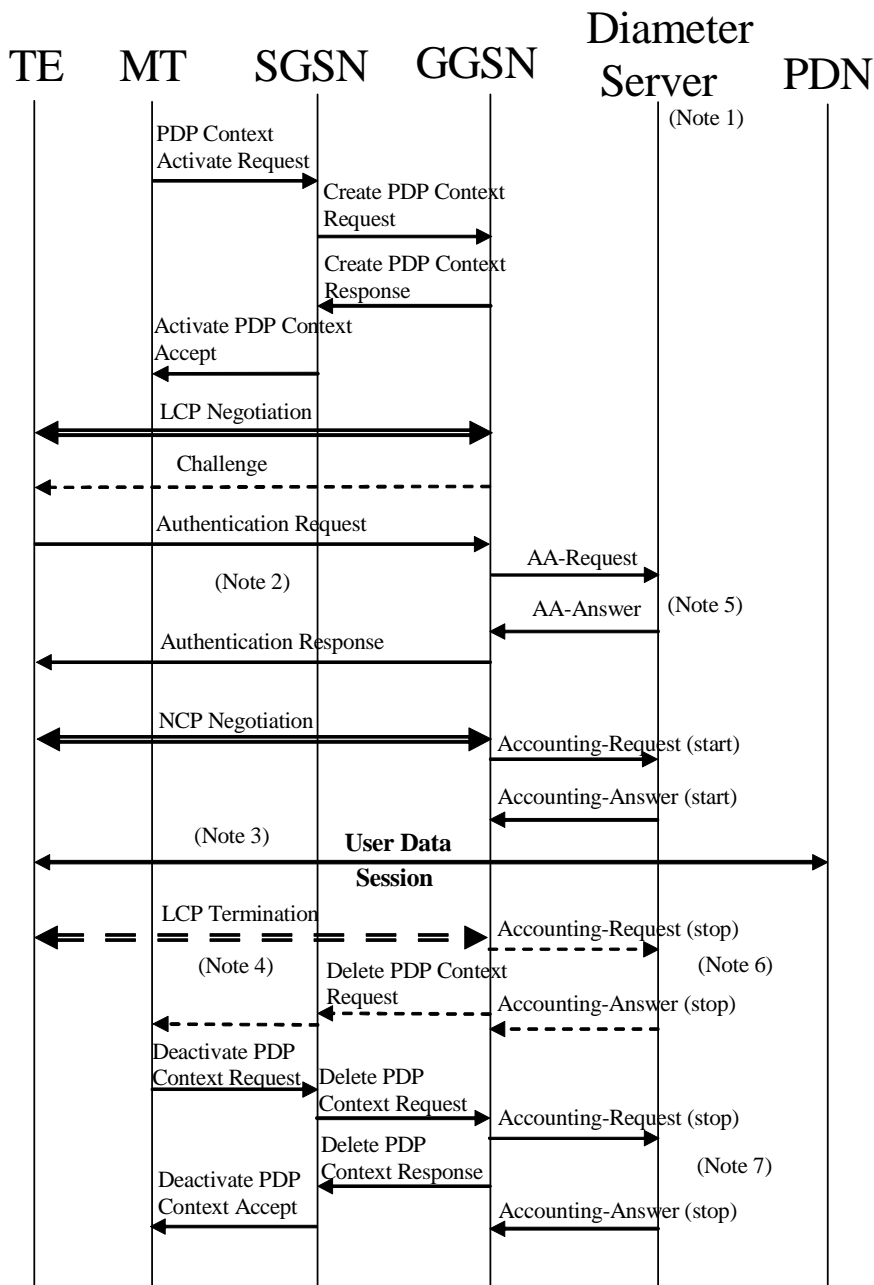 TE MT SGSN GGSN Diameter Server PDN
(Note 1)
PDP Context
Activate Request
Create PDP Context
Request
Create PDP Context
Response
Activate PDP Context
Accept
LCP Negotiation
Challenge
Authentication Request
AA-Request
(Note 2)
(Note 5)
AA-Answer
Authentication Response
NCP Negotiation
Accounting-Request (start)
Accounting-Answer (start)
(Note 3)
User Data
Session
LCP Termination
Accounting-Request (stop)
(Note 4)
(Note 6)
Delete PDP Context
Request
Accounting-Answer (stop)
Deactivate PDP
Context Request
Delete PDP
Context Request
Accounting-Request (stop)
Delete PDP
Context Response
(Note 7)
Deactivate PDP
Context Accept
Accounting-Answer (stop)